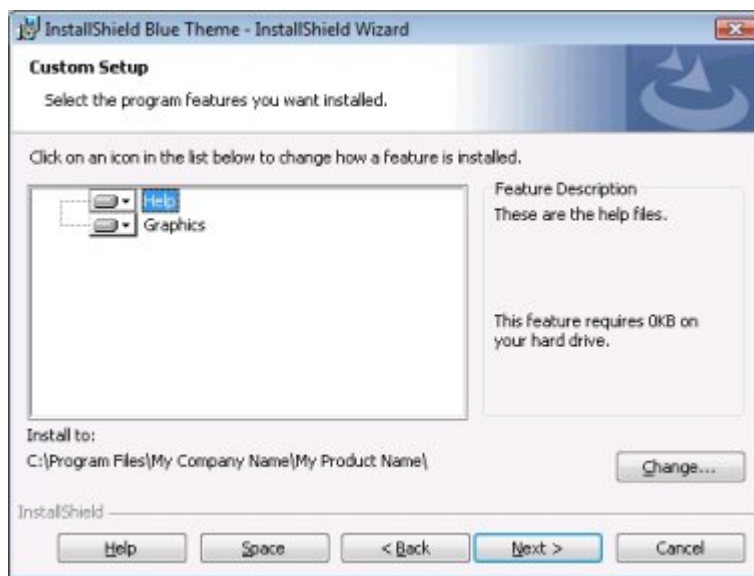 InstallShield Blue Theme - InstallShield Wizard
Custom Setup
Select the program features you want installed.
Click on an icon in the list below to change how a feature is installed.
Help
Graphics
Feature Description
These are the help files.
This feature requires 0KB on
your hard drive.
Install to:
C:\Program Files\My Company Name\My Product Name\
Change...
InstallShield
Help
Space
< Back
Next >
Cancel